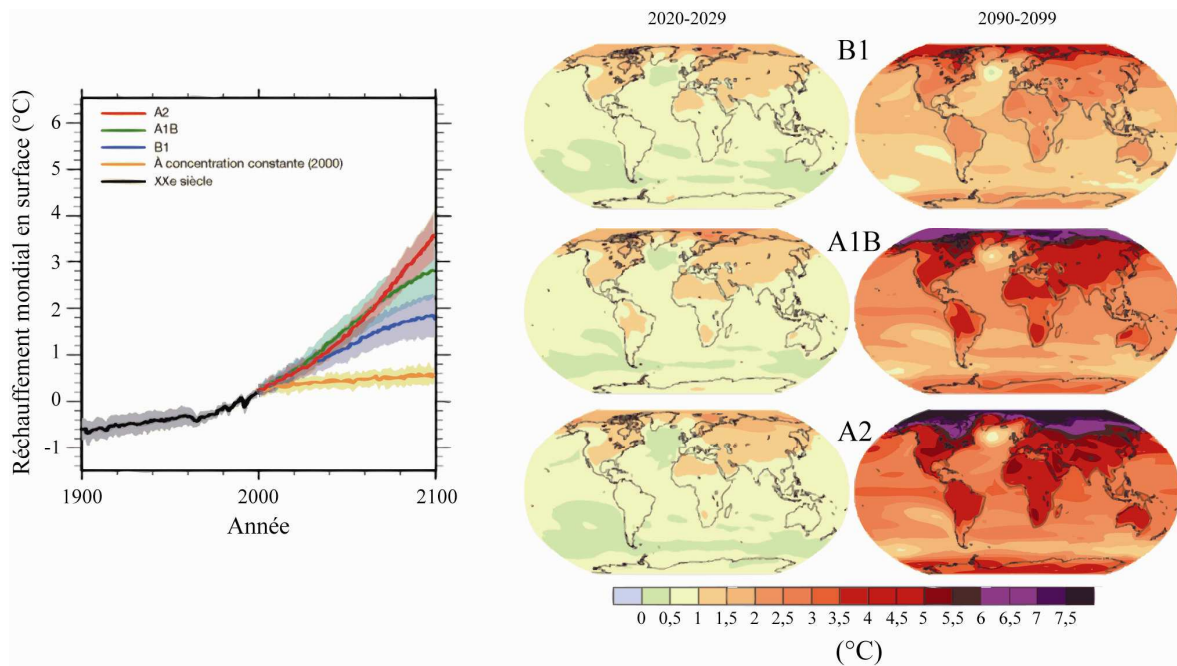 Réchauffement mondial en surface (°C)
6
5
4
3
2
1
0
-1
A2
A1B
B1
À concentration constante (2000)
XXe siècle
1900 2000 2100
Année
2020-2029 2090-2099
B1
A1B
A2
0 0,5 1 1,5 2 2,5 3 3,5 4 4,5 5 5,5 6 6,5 7 7,5
(°C)